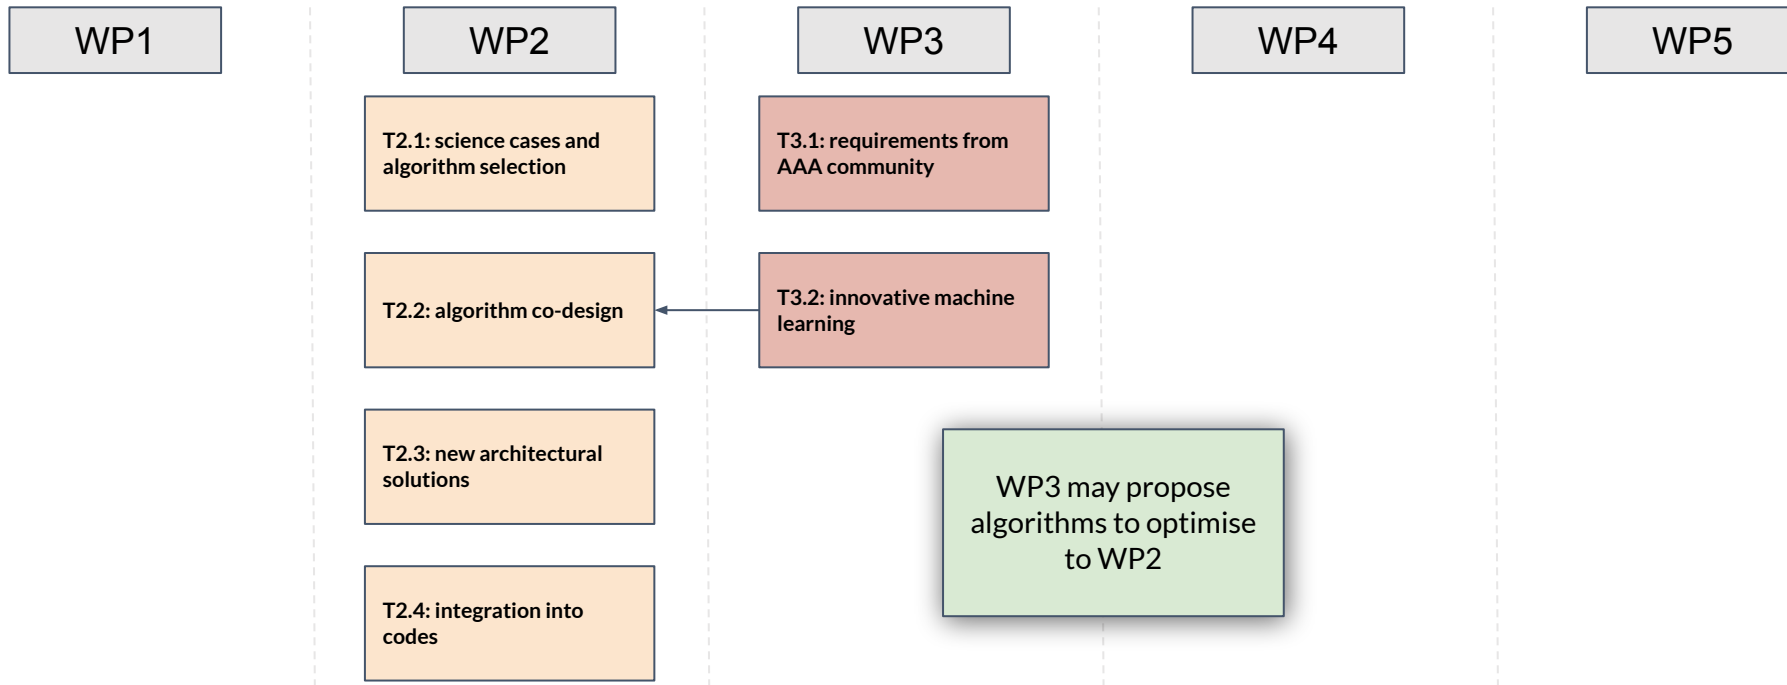 WP1
WP2
WP3
WP4
WP5
T2.1: science cases and
algorithm selection
T3.1: requirements from
AAA community
T2.2: algorithm co-design
T3.2: innovative machine
learning
T2.3: new architectural
solutions
WP3 may propose
algorithms to optimise
to WP2
T2.4: integration into
codes